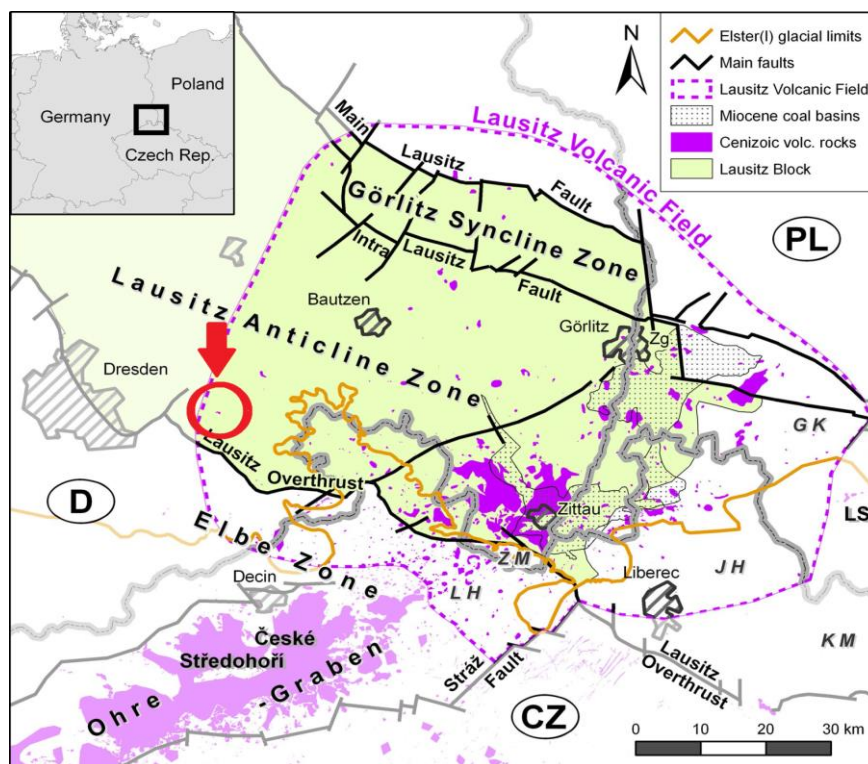 Germany
Poland
Czech Rep.
N
Elster(I) glacial limits
Main faults
Lausitz Volcanic Field
Miocene coal basins
Cenizoic volc. rocks
Lausitz Block
Lausitz Volcanic Field
Main Lausitz Fault
Görlitz Syncline Zone
Intra Lausitz Fault
PL
Lausitz Anticline Zone
Bautzen
Görlitz
Zg.
Dresden
GK
Lausitz Overthrust
D
Zittau
LS
Elbe Zone
ZM
Decin
LH
Liberec
JH
České
Středohoří
KM
Ohre -Graben
Stráž Fault
Lausitz Overthrust
CZ
0 10 20 30 km